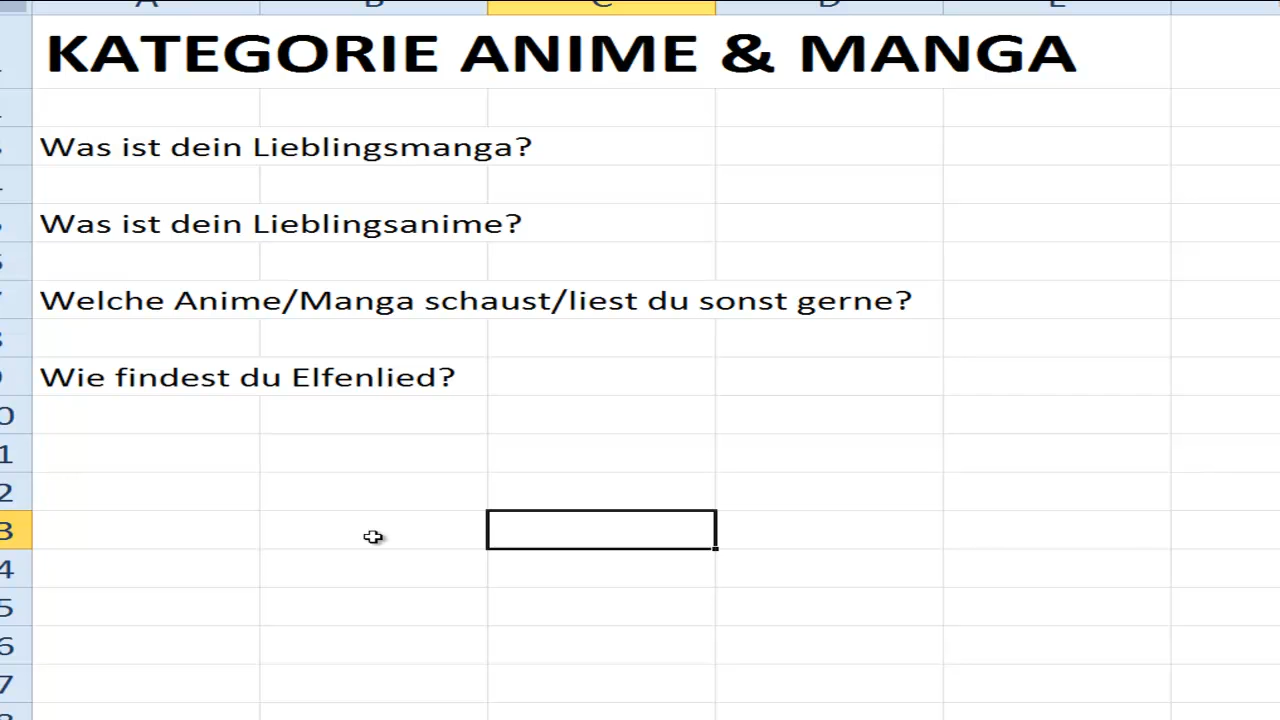 A B C D E
KATEGORIE ANIME & MANGA
Was ist dein Lieblingsmanga?
Was ist dein Lieblingsanime?
Welche Anime/Manga schaust/liest du sonst gerne?
Wie findest du Elfenlied?